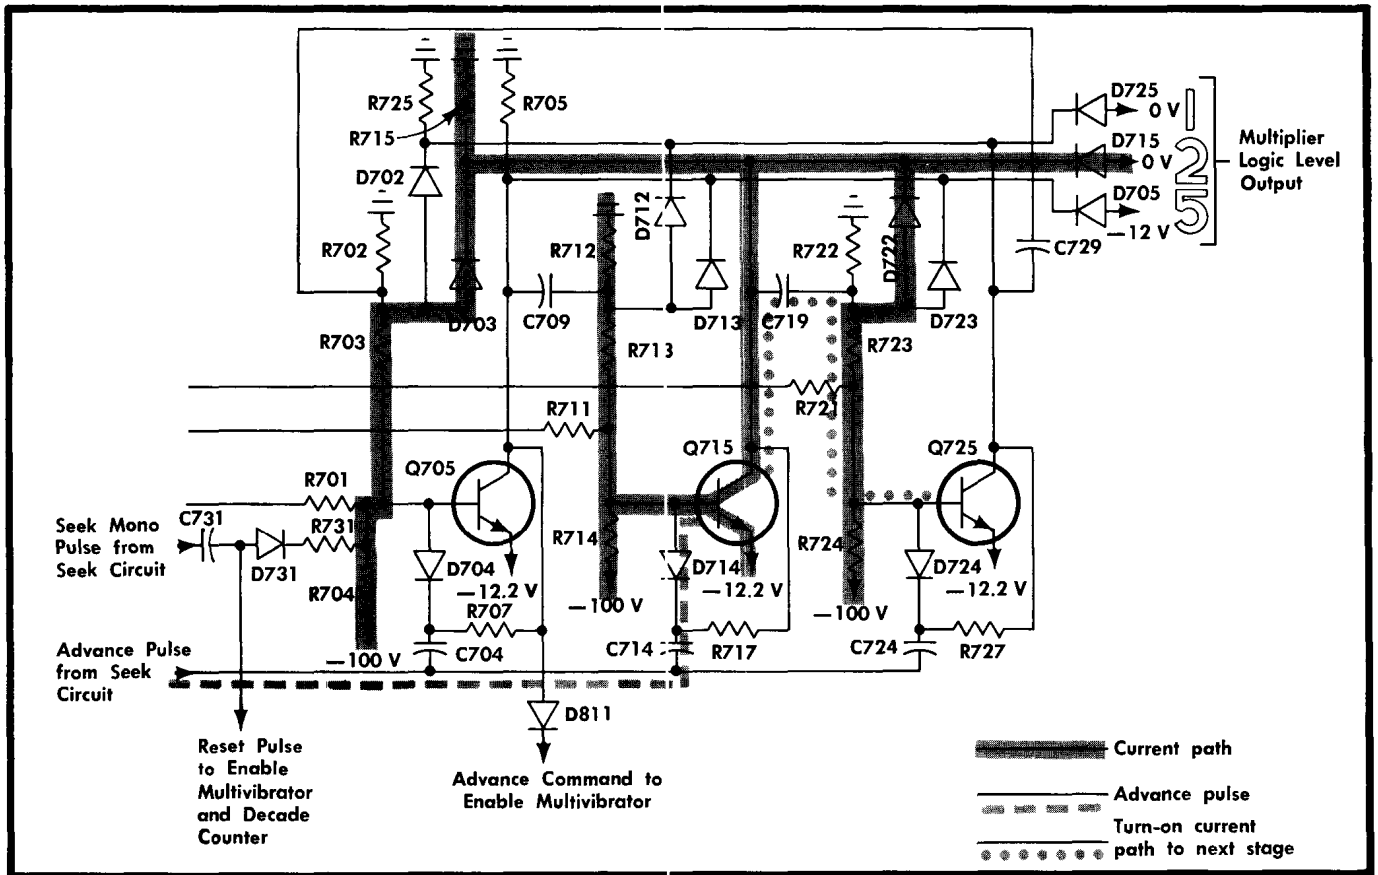 R725
R705
R715
D725
0 V
1
D715
0 V
2
D705
—12 V
5
Multiplier
Logic Level
Output
D702
R702
D712
R712
R722
D722
C729
D703
C709
D713
C719
D723
R703
R713
R723
R711
R721
Q705
Q715
Q725
R701
C731
Seek Mono
Pulse from
Seek Circuit
R731
D731
R704
R714
R724
D704
D714
D724
—12.2 V
—12.2 V
—12.2 V
R707
—100 V
—100 V
—100 V
C704
C714
R717
C724
R727
Advance Pulse
from Seek
Circuit
D811
Reset Pulse
to Enable
Multivibrator
and Decade
Counter
Advance Command to
Enable Multivibrator
Current path
Advance pulse
Turn-on current
path to next stage